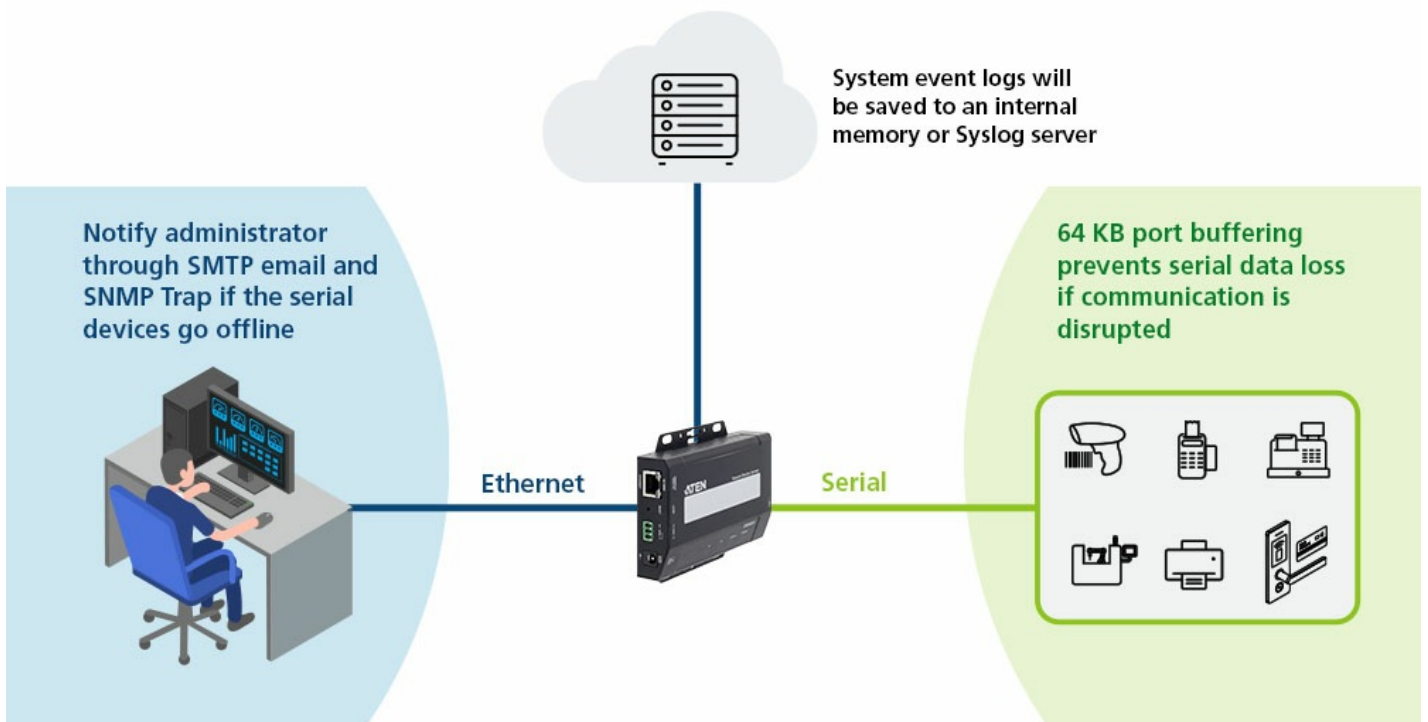 System event logs will
be saved to an internal
memory or Syslog server
Notify administrator
through SMTP email and
SNMP Trap if the serial
devices go offline
64 KB port buffering
prevents serial data loss
if communication is
disrupted
Ethernet
Serial
ATEN